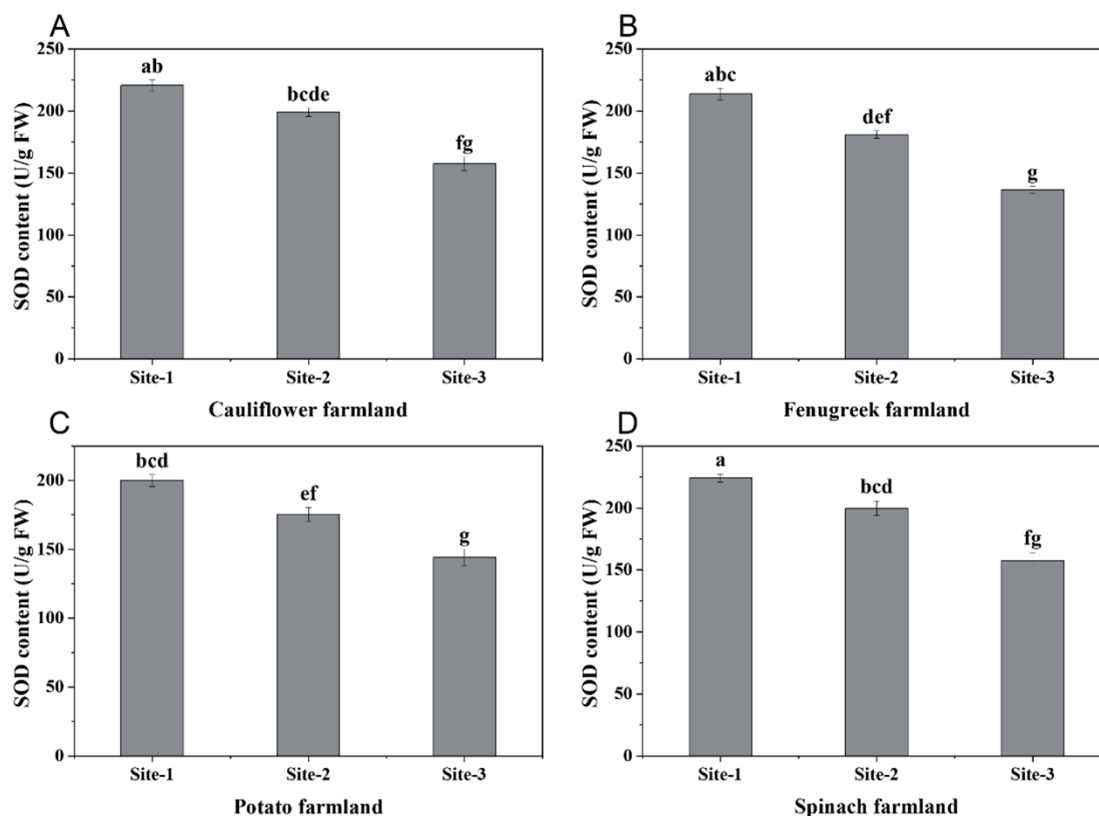 A
SOD content (U/g FW)
250
200
150
100
50
0
ab
bcde
fg
Site-1 Site-2 Site-3
Cauliflower farmland
B
SOD content (U/g FW)
250
200
150
100
50
0
abc
def
g
Site-1 Site-2 Site-3
Fenugreek farmland
C
SOD content (U/g FW)
200
150
100
50
0
bcd
ef
g
Site-1 Site-2 Site-3
Potato farmland
D
SOD content (U/g FW)
250
200
150
100
50
0
a
bcd
fg
Site-1 Site-2 Site-3
Spinach farmland